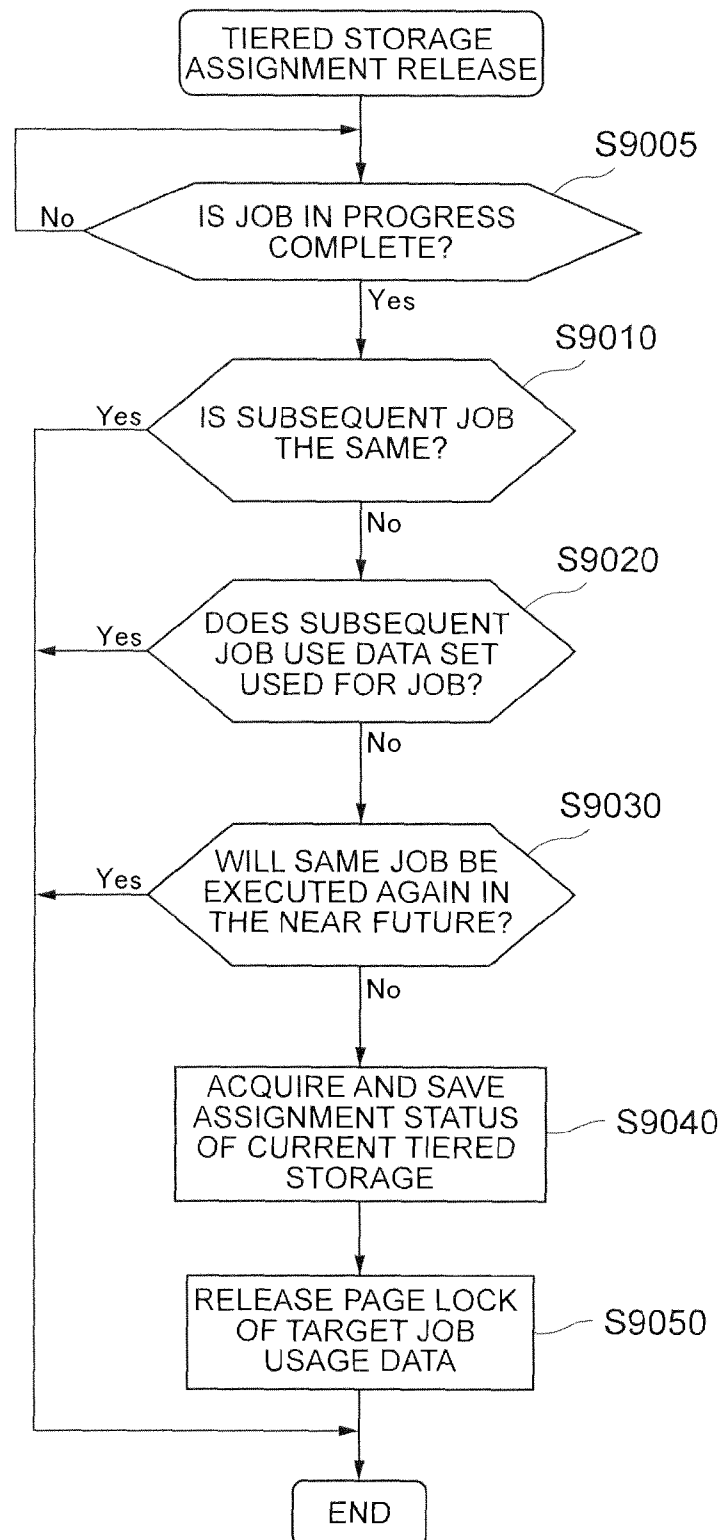 TIERED STORAGE
ASSIGNMENT RELEASE
S9005
No
IS JOB IN PROGRESS
COMPLETE?
Yes
S9010
Yes
IS SUBSEQUENT JOB
THE SAME?
No
S9020
Yes
DOES SUBSEQUENT
JOB USE DATA SET
USED FOR JOB?
No
S9030
Yes
WILL SAME JOB BE
EXECUTED AGAIN IN
THE NEAR FUTURE?
No
ACQUIRE AND SAVE
ASSIGNMENT STATUS
OF CURRENT TIERED
STORAGE
S9040
RELEASE PAGE LOCK
OF TARGET JOB
USAGE DATA
S9050
END